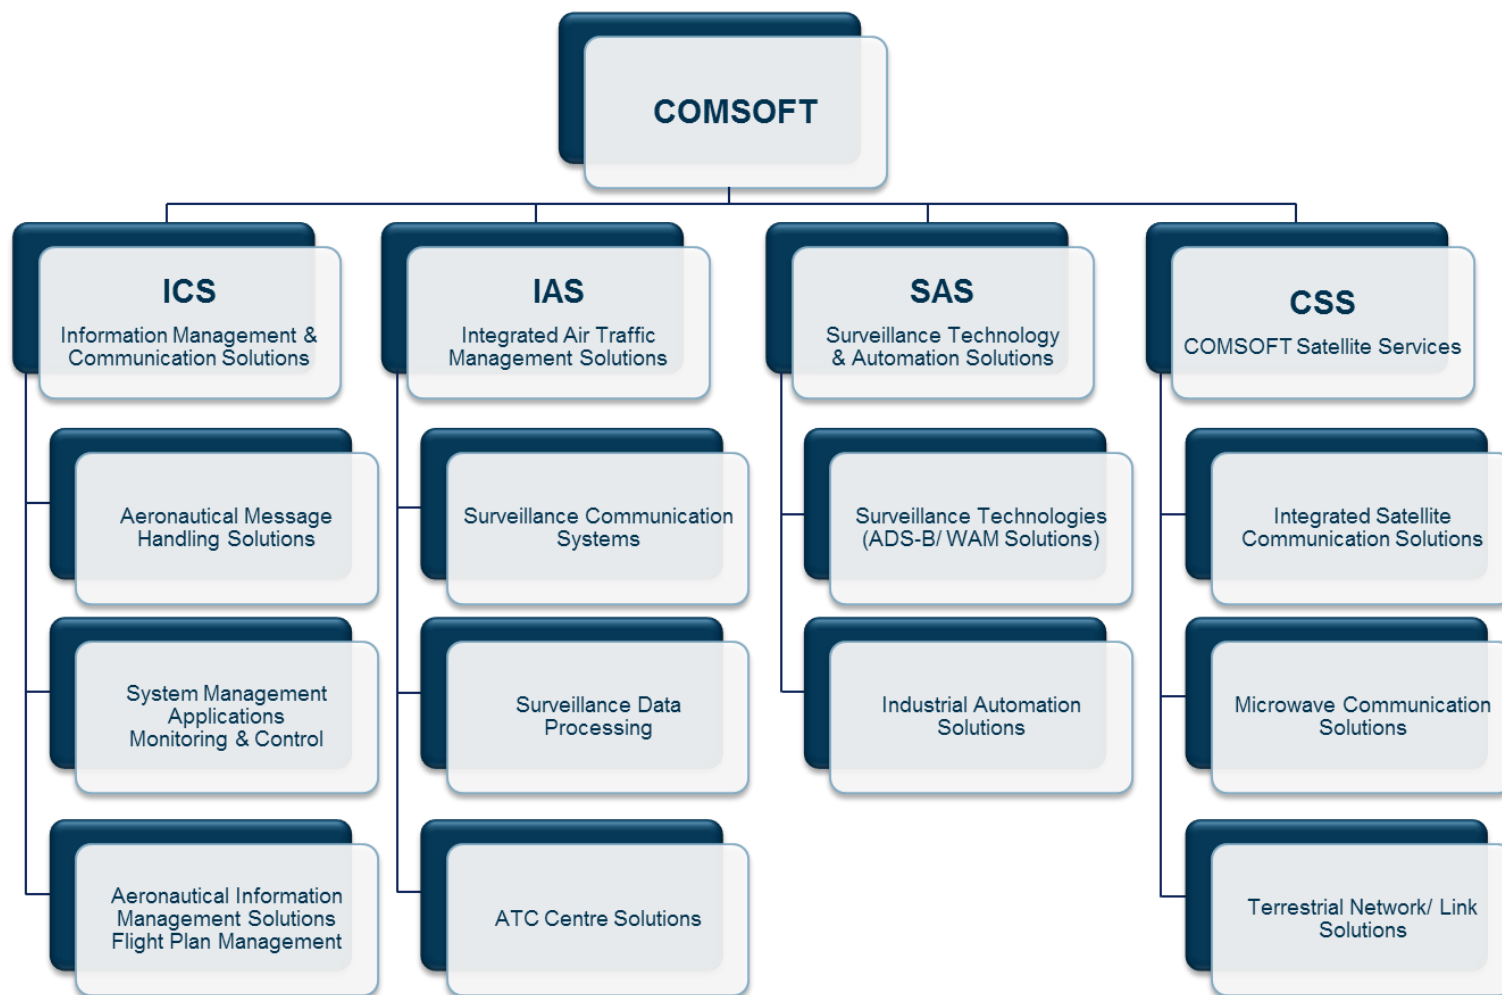 COMSOFT
ICS
Information Management &
Communication Solutions
Aeronautical Message
Handling Solutions
System Management
Applications
Monitoring & Control
Aeronautical Information
Management Solutions
Flight Plan Management
IAS
Integrated Air Traffic
Management Solutions
Surveillance Communication
Systems
Surveillance Data
Processing
ATC Centre Solutions
SAS
Surveillance Technology
& Automation Solutions
Surveillance Technologies
(ADS-B/ WAM Solutions)
Industrial Automation
Solutions
CSS
COMSOFT Satellite Services
Integrated Satellite
Communication Solutions
Microwave Communication
Solutions
Terrestrial Network/ Link
Solutions